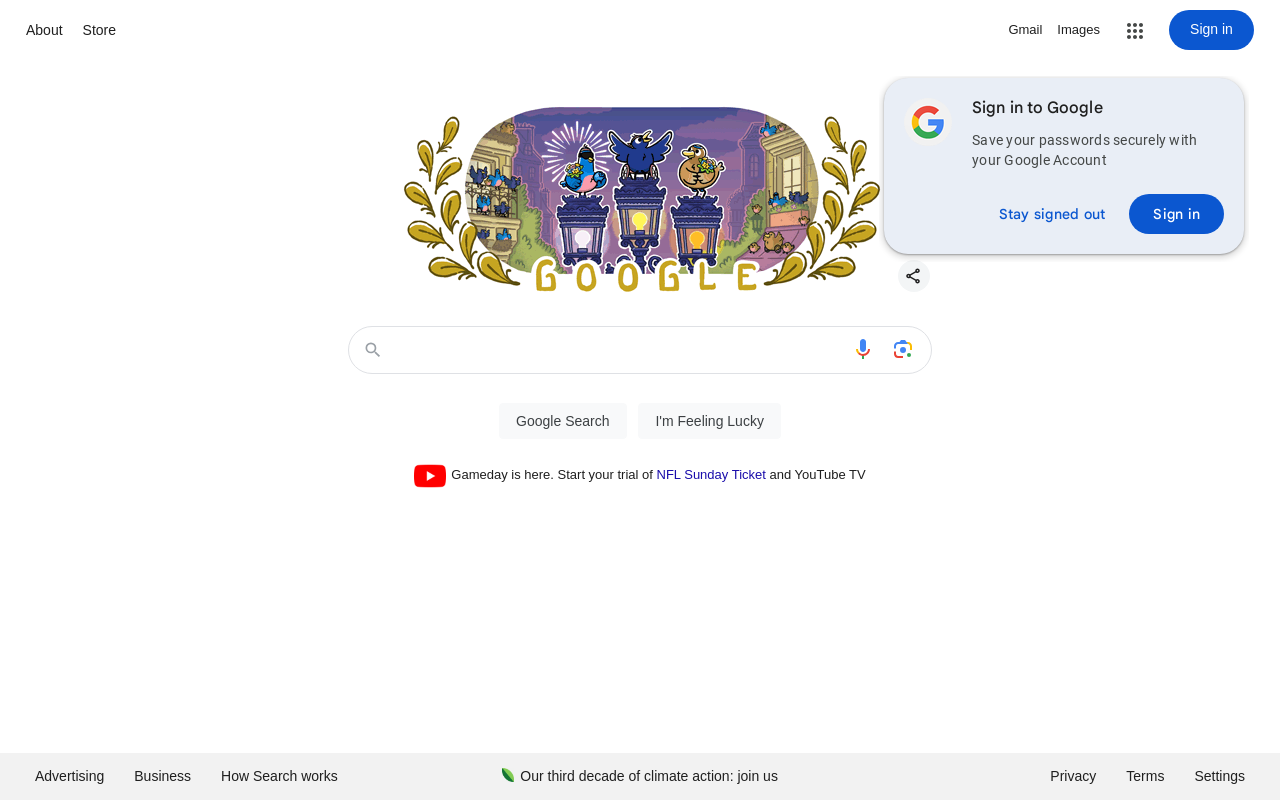 About
Store
Gmail
Images
Sign in
Sign in to Google
Save your passwords securely with
your Google Account
Stay signed out
Sign in
GOOGLE
Google Search
I'm Feeling Lucky
Gameday is here. Start your trial of NFL Sunday Ticket and YouTube TV
Advertising
Business
How Search works
Our third decade of climate action: join us
Privacy
Terms
Settings